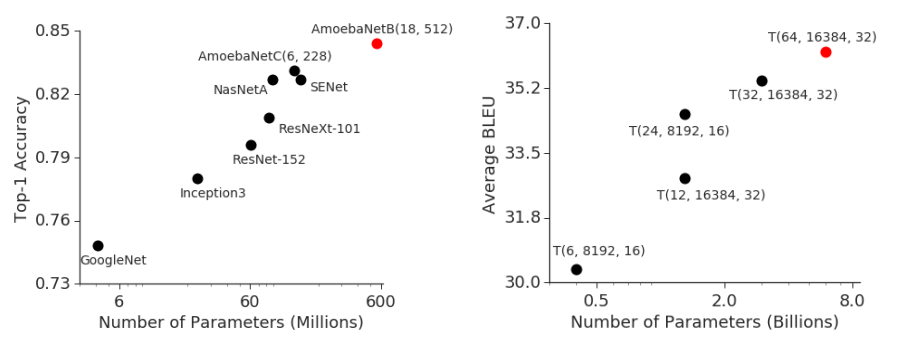 0.85
0.82
0.79
0.76
0.73
Top-1 Accuracy
AmoebaNetB(18, 512)
AmoebaNetC(6, 228)
NasNetA
SENet
ResNeXt-101
ResNet-152
Inception3
GoogleNet
6
60
600
Number of Parameters (Millions)
37.0
35.2
33.5
31.8
30.0
Average BLEU
T(64, 16384, 32)
T(32, 16384, 32)
T(24, 8192, 16)
T(12, 16384, 32)
T(6, 8192, 16)
0.5
2.0
8.0
Number of Parameters (Billions)